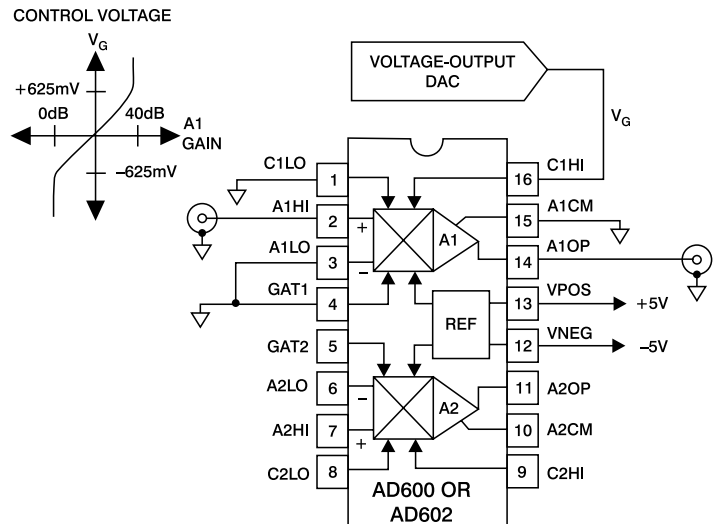 CONTROL VOLTAGE
V_G
+625mV
0dB
40dB
A1
GAIN
−625mV
VOLTAGE-OUTPUT
DAC
V_G
C1LO
1
16
C1HI
A1HI
2
+
A1
15
A1CM
A1LO
3
−
14
A1OP
GAT1
4
REF
13
VPOS
+5V
GAT2
5
12
VNEG
−5V
A2LO
6
−
A2
11
A2OP
A2HI
7
+
10
A2CM
C2LO
8
9
C2HI
AD600 OR
AD602